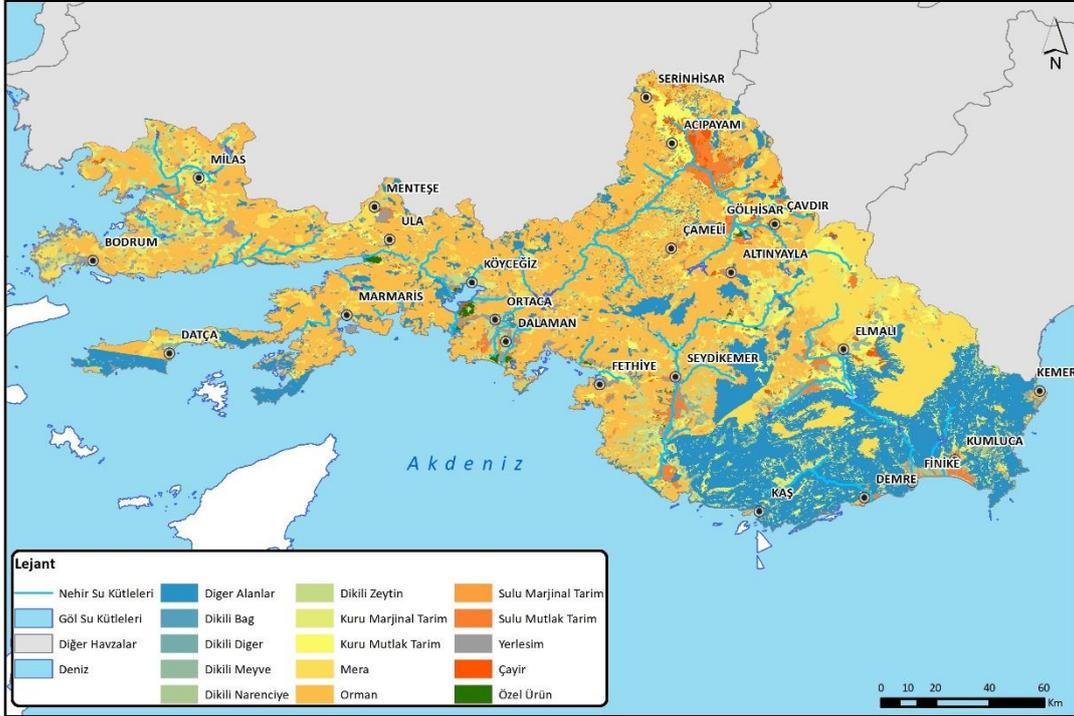 N
SERİNHİSAR
ACIPAYAM
MİLAS
MENTEŞE
ULA
GÖLHİSAR
ÇAVDIR
ÇAMELİ
BODRUM
ALTINYAYLA
KÖYCEĞİZ
MARMARİS
ORTACA
DALAMAN
DATÇA
ELMALI
FETHİYE
SEYDİKEMER
KEMER
KUMLUCA
Akdeniz
FİNİKE
DEMRE
KAŞ
Lejant
Nehir Su Kütleleri
Göl Su Kütleleri
Diğer Havzalar
Deniz
Diger Alanlar
Dikili Bag
Dikili Diger
Dikili Meyve
Dikili Narenciye
Dikili Zeytin
Kuru Marjinal Tarim
Kuru Mutlak Tarim
Mera
Orman
Sulu Marjinal Tarim
Sulu Mutlak Tarim
Yerlesim
Çayir
Özel Ürün
0 10 20 40 60
Km